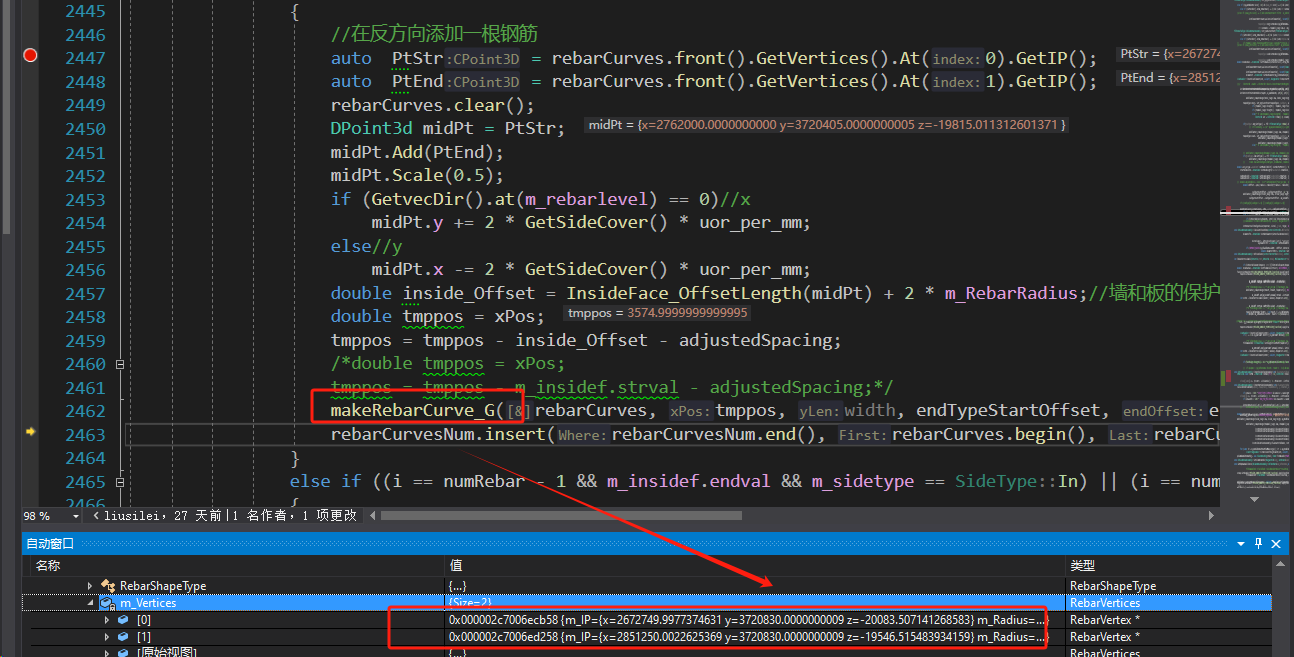 2445 {
2446 //在反方向添加一根钢筋
2447 auto PtStr:CPoint3D = rebarCurves.front().GetVertices().At(index:0).GetIP(); PtStr = {x=267274
2448 auto PtEnd:CPoint3D = rebarCurves.front().GetVertices().At(index:1).GetIP(); PtEnd = {x=28512
2449 rebarCurves.clear();
2450 DPoint3d midPt = PtStr; midPt = {x=2762000.0000000000 y=3720405.0000000005 z=-19815.011312601371 }
2451 midPt.Add(PtEnd);
2452 midPt.Scale(0.5);
2453 if (GetvecDir().at(m_rebarlevel) == 0)//x
2454 midPt.y += 2 * GetSideCover() * uor_per_mm;
2455 else//y
2456 midPt.x -= 2 * GetSideCover() * uor_per_mm;
2457 double inside_Offset = InsideFace_OffsetLength(midPt) + 2 * m_RebarRadius;//墙和板的保护
2458 double tmppos = xPos; tmppos = 3574.9999999999995
2459 tmppos = tmppos - inside_Offset - adjustedSpacing;
2460 /*double tmppos = xPos;
2461 tmppos = tmppos - m_insidef.strval - adjustedSpacing;*/
2462 makeRebarCurve_G([&]rebarCurves, xPos:tmppos, yLen:width, endTypeStartOffset, endOffset:e
2463 rebarCurvesNum.insert(Where:rebarCurvesNum.end(), First:rebarCurves.begin(), Last:rebarCu
2464 }
2465 else if ((i == numRebar - 1 && m_insidef.endval && m_sidetype == SideType::In) || (i == num
2466 {
98 % liusilei，27 天前|1 名作者，1 项更改
自动窗口
名称 值 类型
RebarShapeType {...} RebarShapeType
m_Vertices {Size=2} RebarVertices
[0] 0x000002c7006ecb58 {m_IP={x=2672749.9977374631 y=3720830.0000000009 z=-20083.507141268583} m_Radius=...} RebarVertex *
[1] 0x000002c7006ed258 {m_IP={x=2851250.0022625369 y=3720830.0000000009 z=-19546.515483934159} m_Radius=...} RebarVertex *
[原始视图] {...} RebarVertices